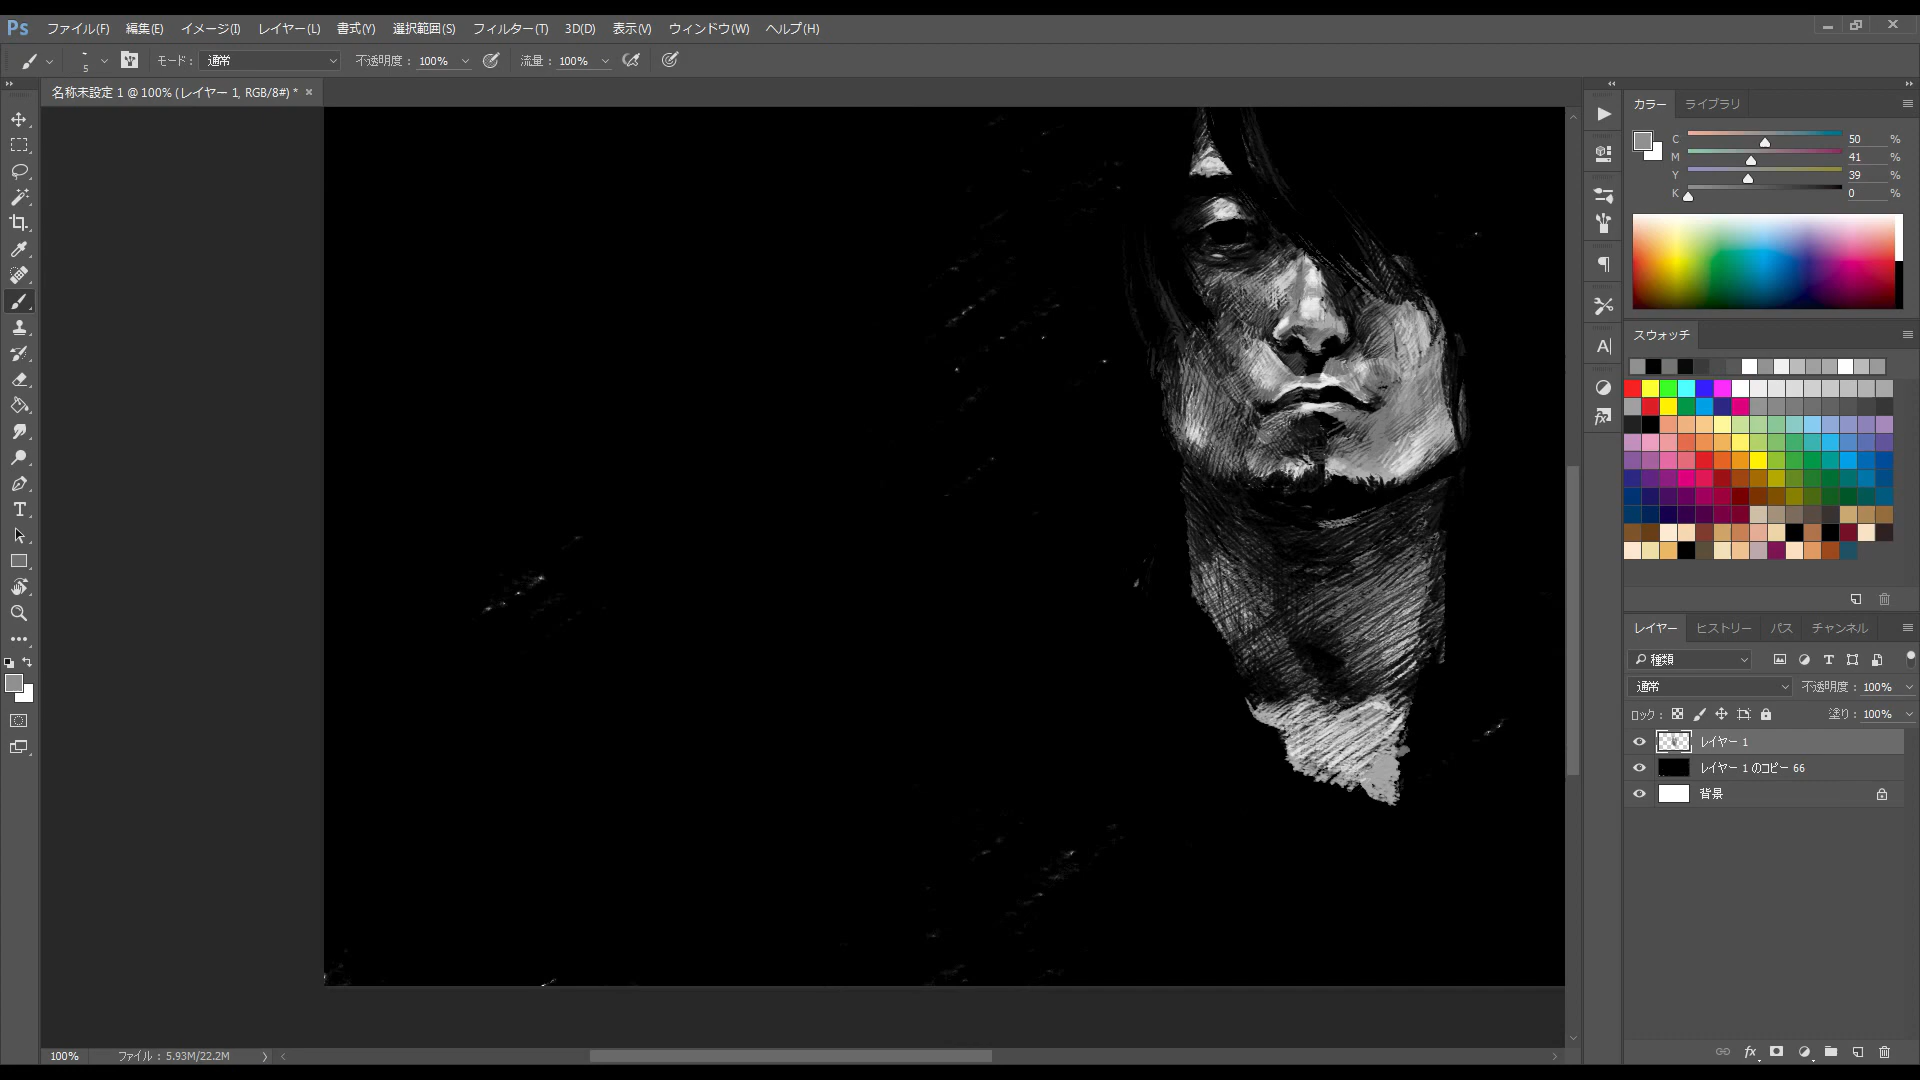 Ps ファイル(F) 編集(E) イメージ(I) レイヤー(L) 書式(Y) 選択範囲(S) フィルター(T) 3D(D) 表示(V) ウィンドウ(W) ヘルプ(H)
5 モード : 通常 不透明度 : 100% 流量 : 100%
名称未設定 1 @ 100% (レイヤー 1, RGB/8#) *
カラー ライブラリ
C 50 %
M 41 %
Y 39 %
K 0 %
スウォッチ
レイヤー ヒストリー パス チャンネル
種類
通常 不透明度 : 100%
ロック : 塗り : 100%
レイヤー 1
レイヤー 1 のコピー 66
背景
100% ファイル : 5.93M/22.2M